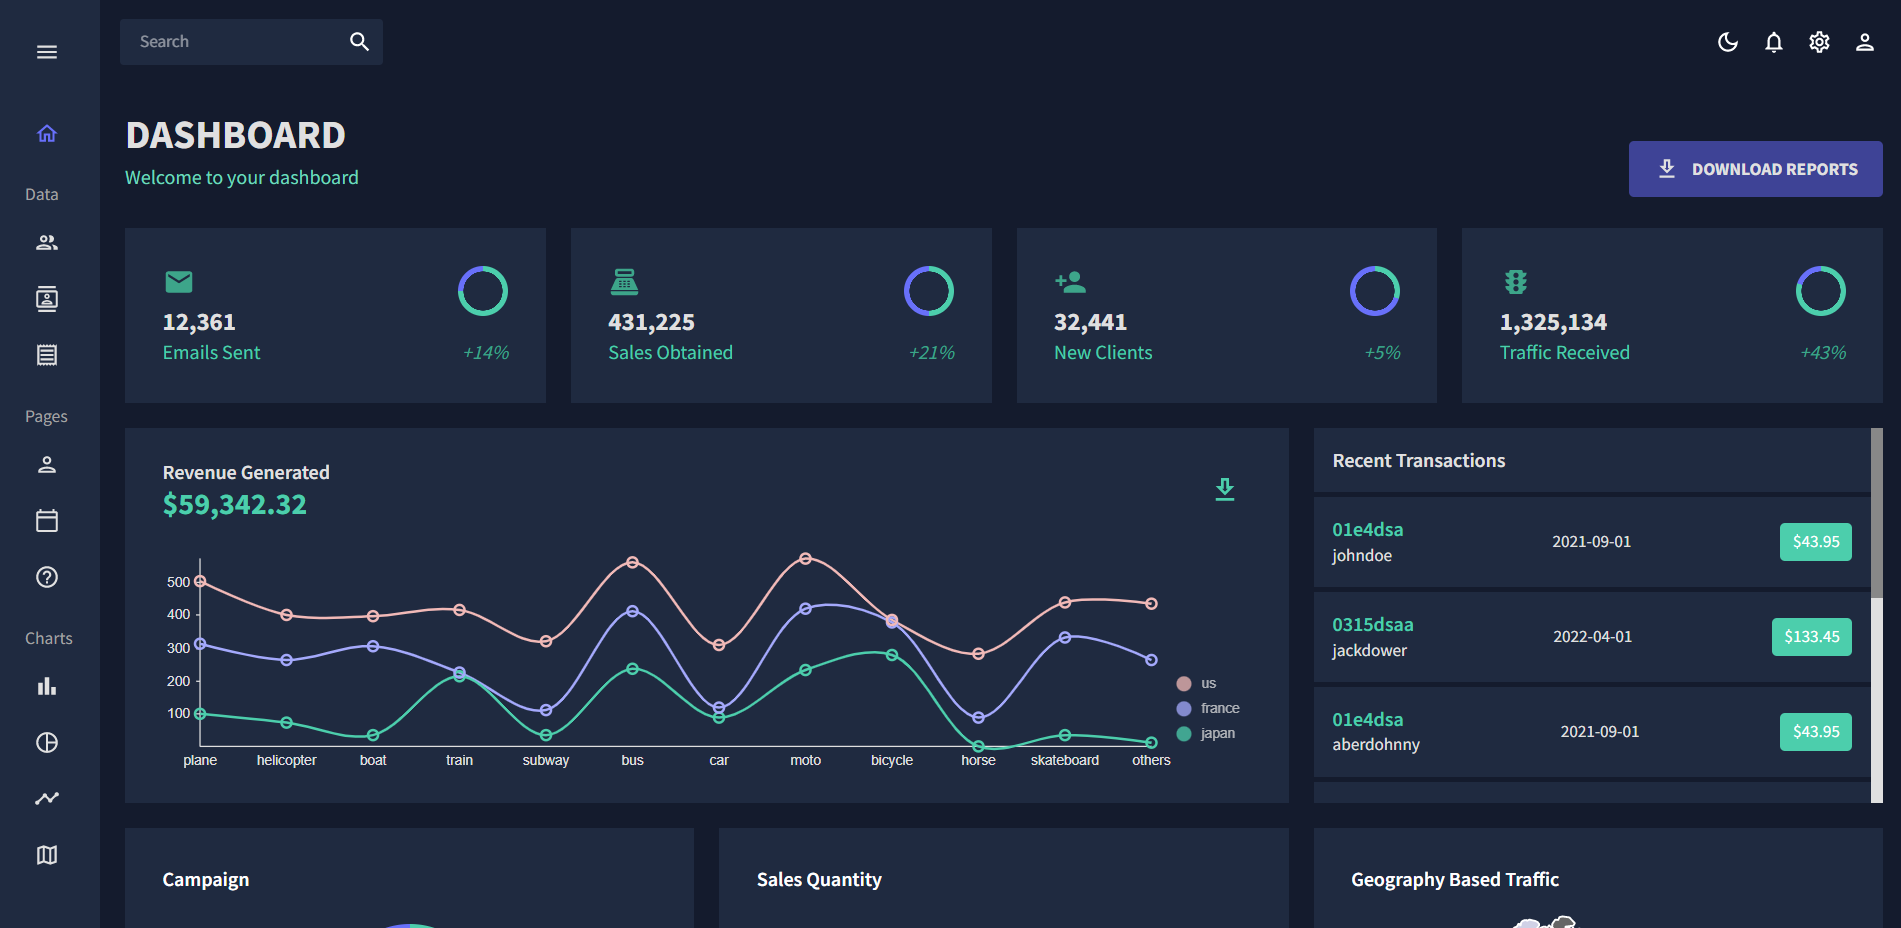 Search
DASHBOARD
Welcome to your dashboard
DOWNLOAD REPORTS
Data
Pages
Charts
12,361
Emails Sent
+14%
431,225
Sales Obtained
+21%
32,441
New Clients
+5%
1,325,134
Traffic Received
+43%
Revenue Generated
$59,342.32
500
400
300
200
100
plane
helicopter
boat
train
subway
bus
car
moto
bicycle
horse
skateboard
others
us
france
japan
Recent Transactions
01e4dsa
johndoe
2021-09-01
$43.95
0315dsaa
jackdower
2022-04-01
$133.45
01e4dsa
aberdohnny
2021-09-01
$43.95
Campaign
Sales Quantity
Geography Based Traffic